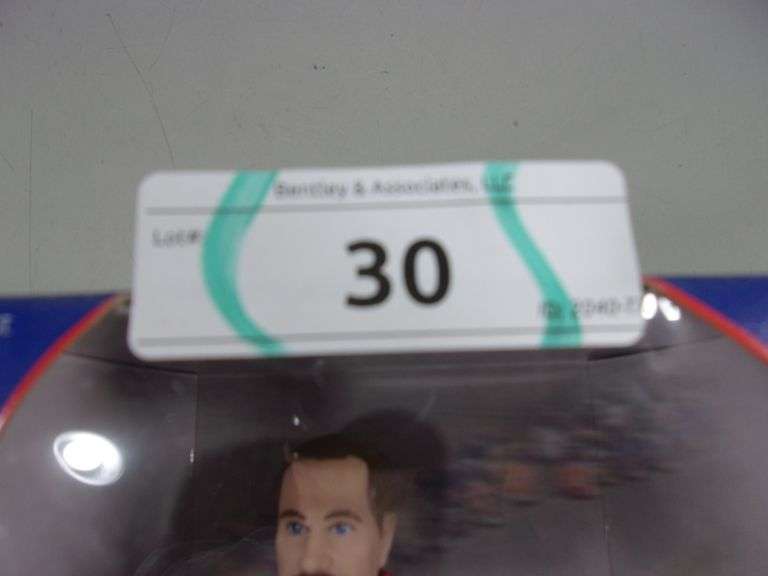 Bentley & Associates, LLC
Lot#
30